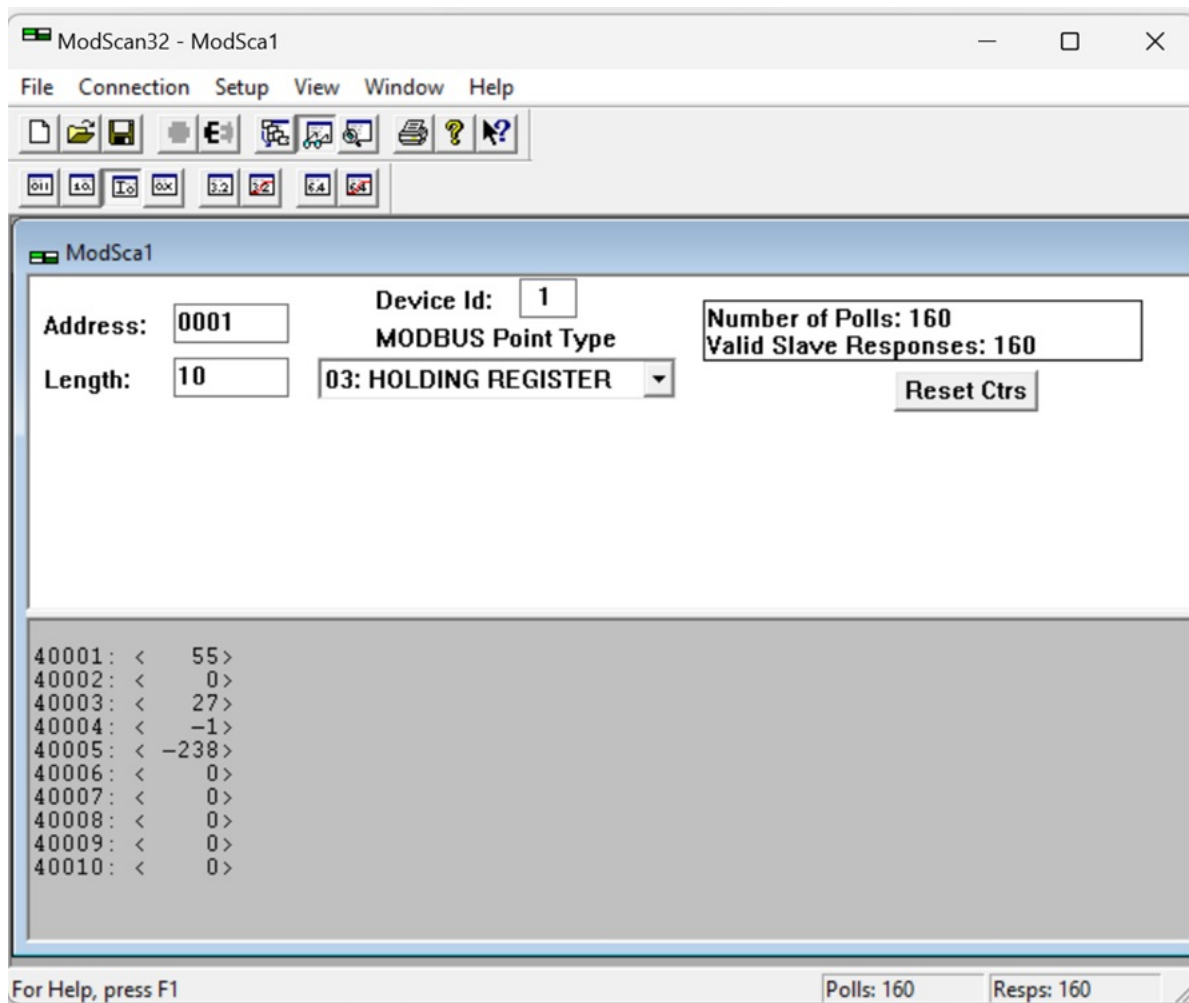 ModScan32 - ModSca1
File Connection Setup View Window Help
ModSca1
Address: 0001
Device Id: 1
MODBUS Point Type
Length: 10
03: HOLDING REGISTER
Number of Polls: 160
Valid Slave Responses: 160
Reset Ctrs
40001: <   55>
40002: <    0>
40003: <   27>
40004: <   -1>
40005: < -238>
40006: <    0>
40007: <    0>
40008: <    0>
40009: <    0>
40010: <    0>
For Help, press F1
Polls: 160
Resps: 160